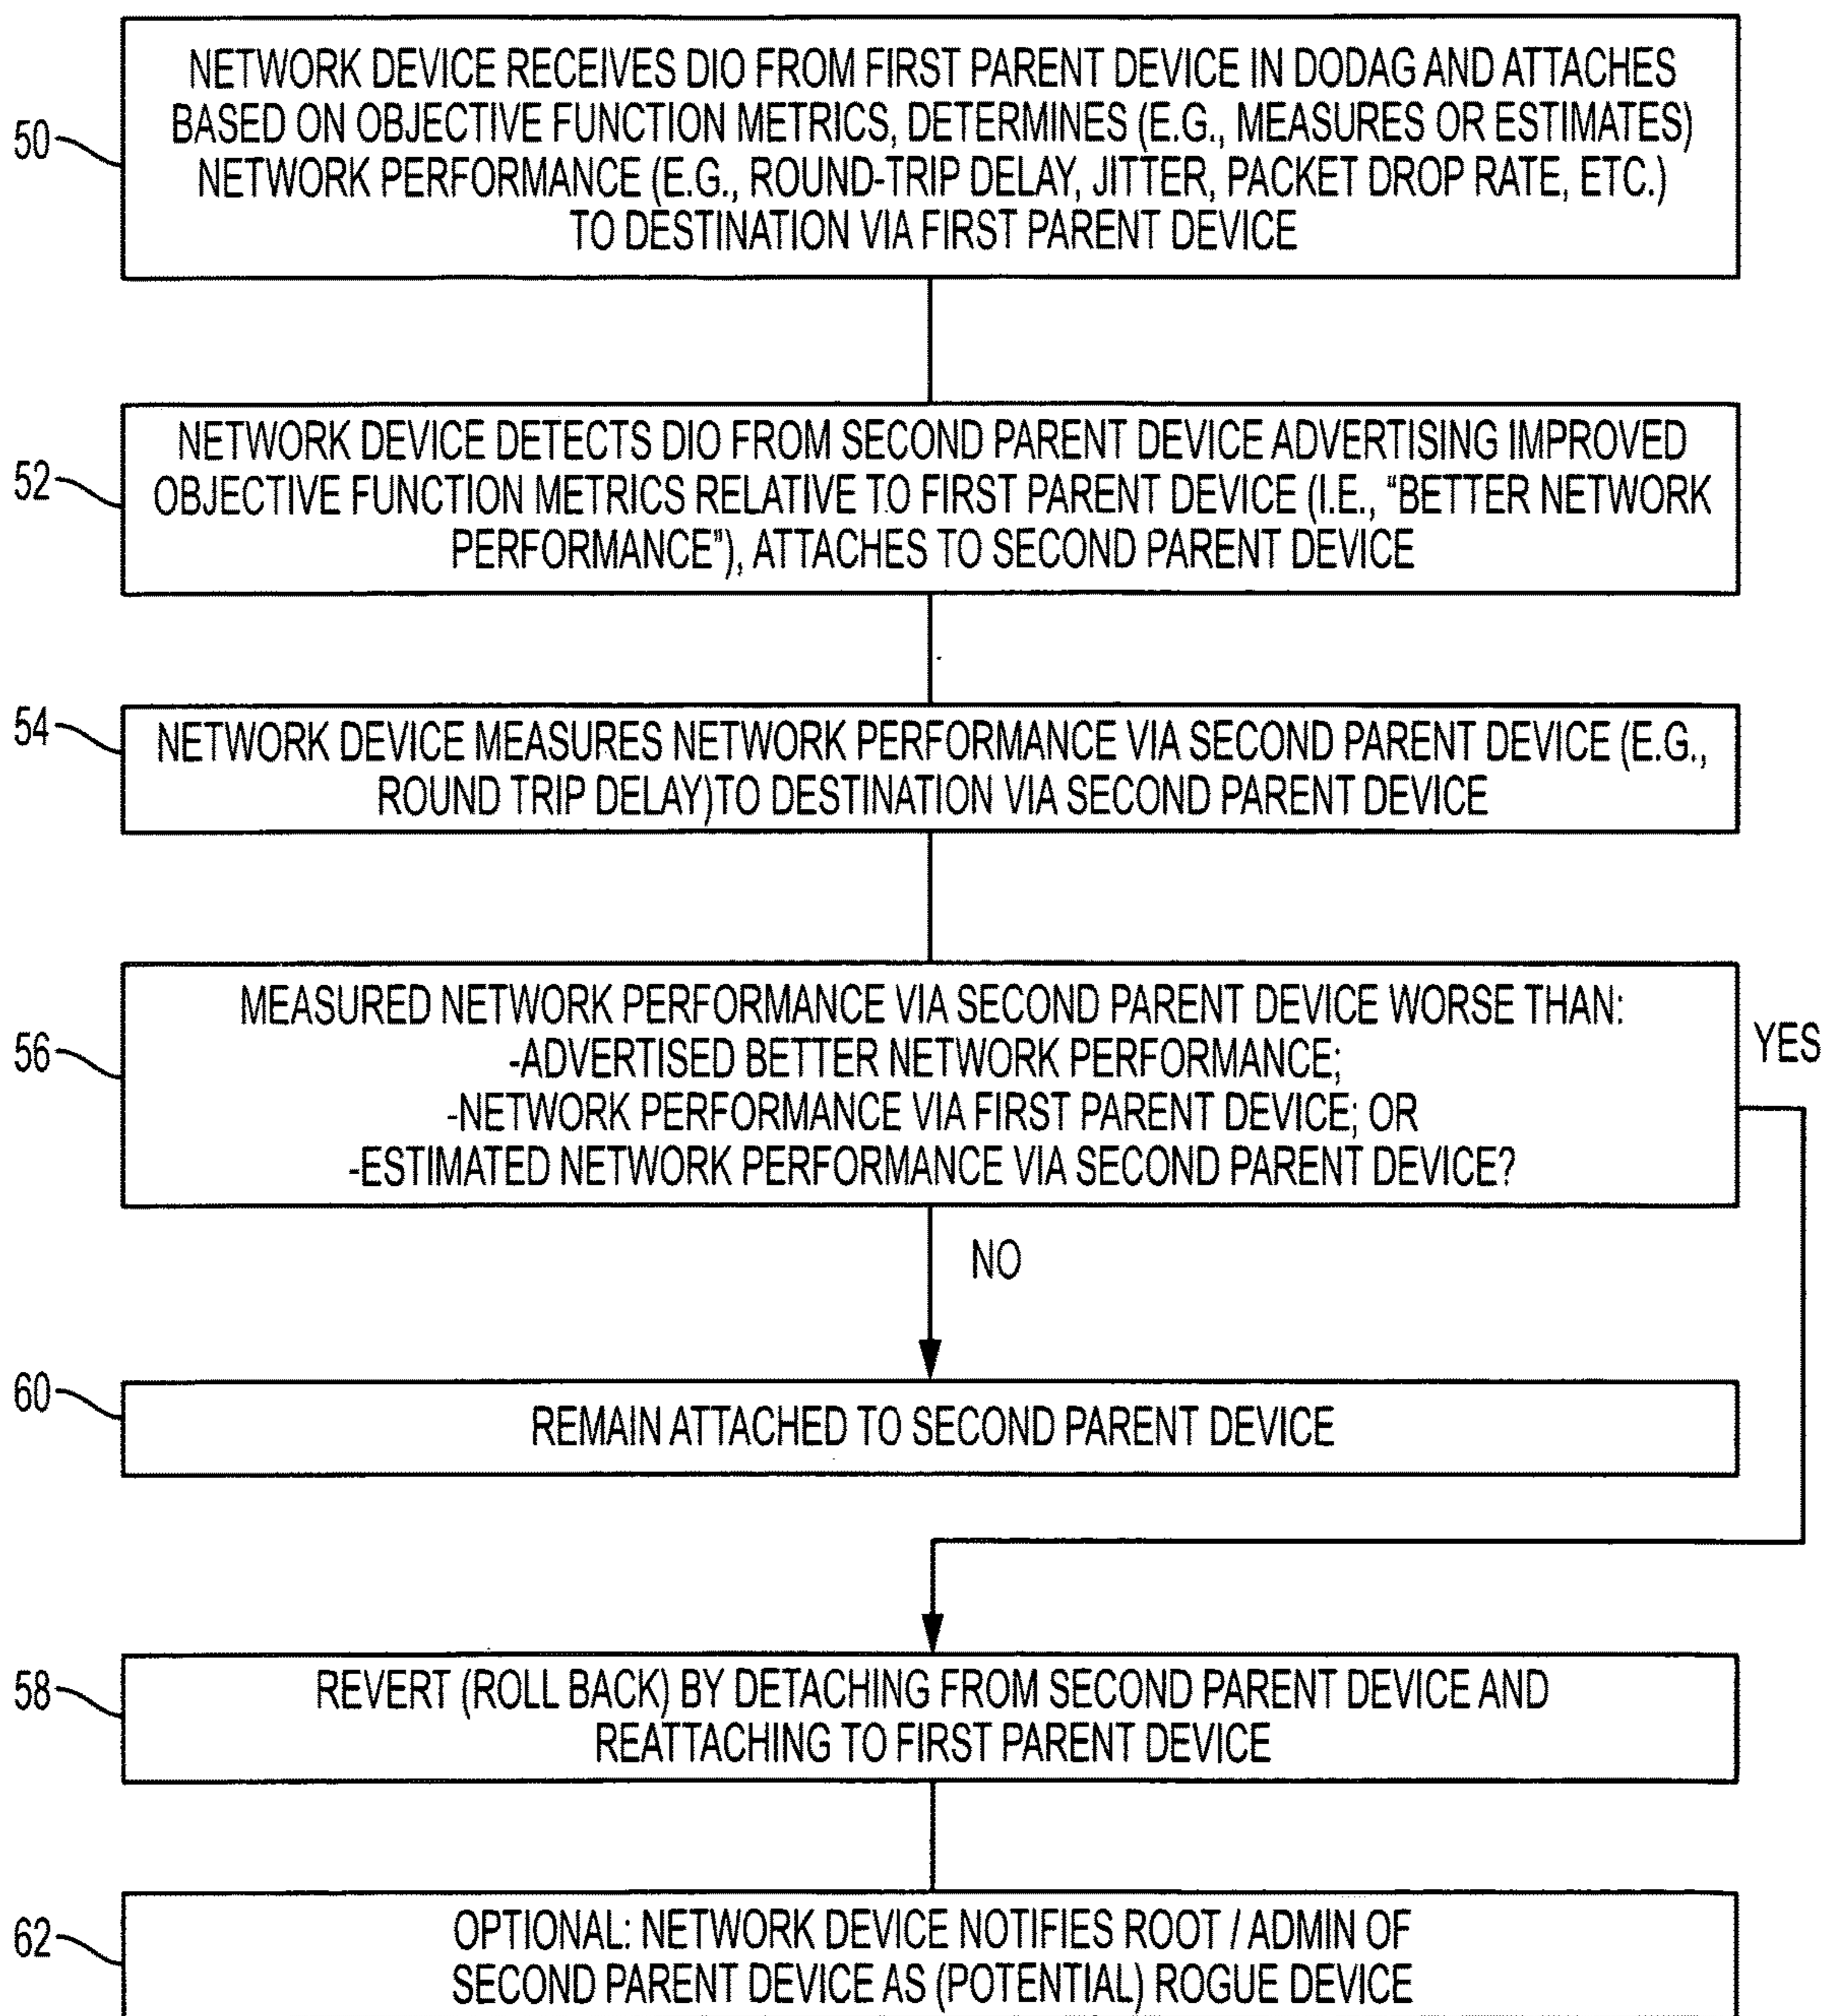 50
NETWORK DEVICE RECEIVES DIO FROM FIRST PARENT DEVICE IN DODAG AND ATTACHES
BASED ON OBJECTIVE FUNCTION METRICS, DETERMINES (E.G., MEASURES OR ESTIMATES)
NETWORK PERFORMANCE (E.G., ROUND-TRIP DELAY, JITTER, PACKET DROP RATE, ETC.)
TO DESTINATION VIA FIRST PARENT DEVICE
52
NETWORK DEVICE DETECTS DIO FROM SECOND PARENT DEVICE ADVERTISING IMPROVED
OBJECTIVE FUNCTION METRICS RELATIVE TO FIRST PARENT DEVICE (I.E., “BETTER NETWORK
PERFORMANCE”), ATTACHES TO SECOND PARENT DEVICE
54
NETWORK DEVICE MEASURES NETWORK PERFORMANCE VIA SECOND PARENT DEVICE (E.G.,
ROUND TRIP DELAY)TO DESTINATION VIA SECOND PARENT DEVICE
56
MEASURED NETWORK PERFORMANCE VIA SECOND PARENT DEVICE WORSE THAN:
-ADVERTISED BETTER NETWORK PERFORMANCE;
-NETWORK PERFORMANCE VIA FIRST PARENT DEVICE; OR
-ESTIMATED NETWORK PERFORMANCE VIA SECOND PARENT DEVICE?
YES
NO
60
REMAIN ATTACHED TO SECOND PARENT DEVICE
58
REVERT (ROLL BACK) BY DETACHING FROM SECOND PARENT DEVICE AND
REATTACHING TO FIRST PARENT DEVICE
62
OPTIONAL: NETWORK DEVICE NOTIFIES ROOT / ADMIN OF
SECOND PARENT DEVICE AS (POTENTIAL) ROGUE DEVICE